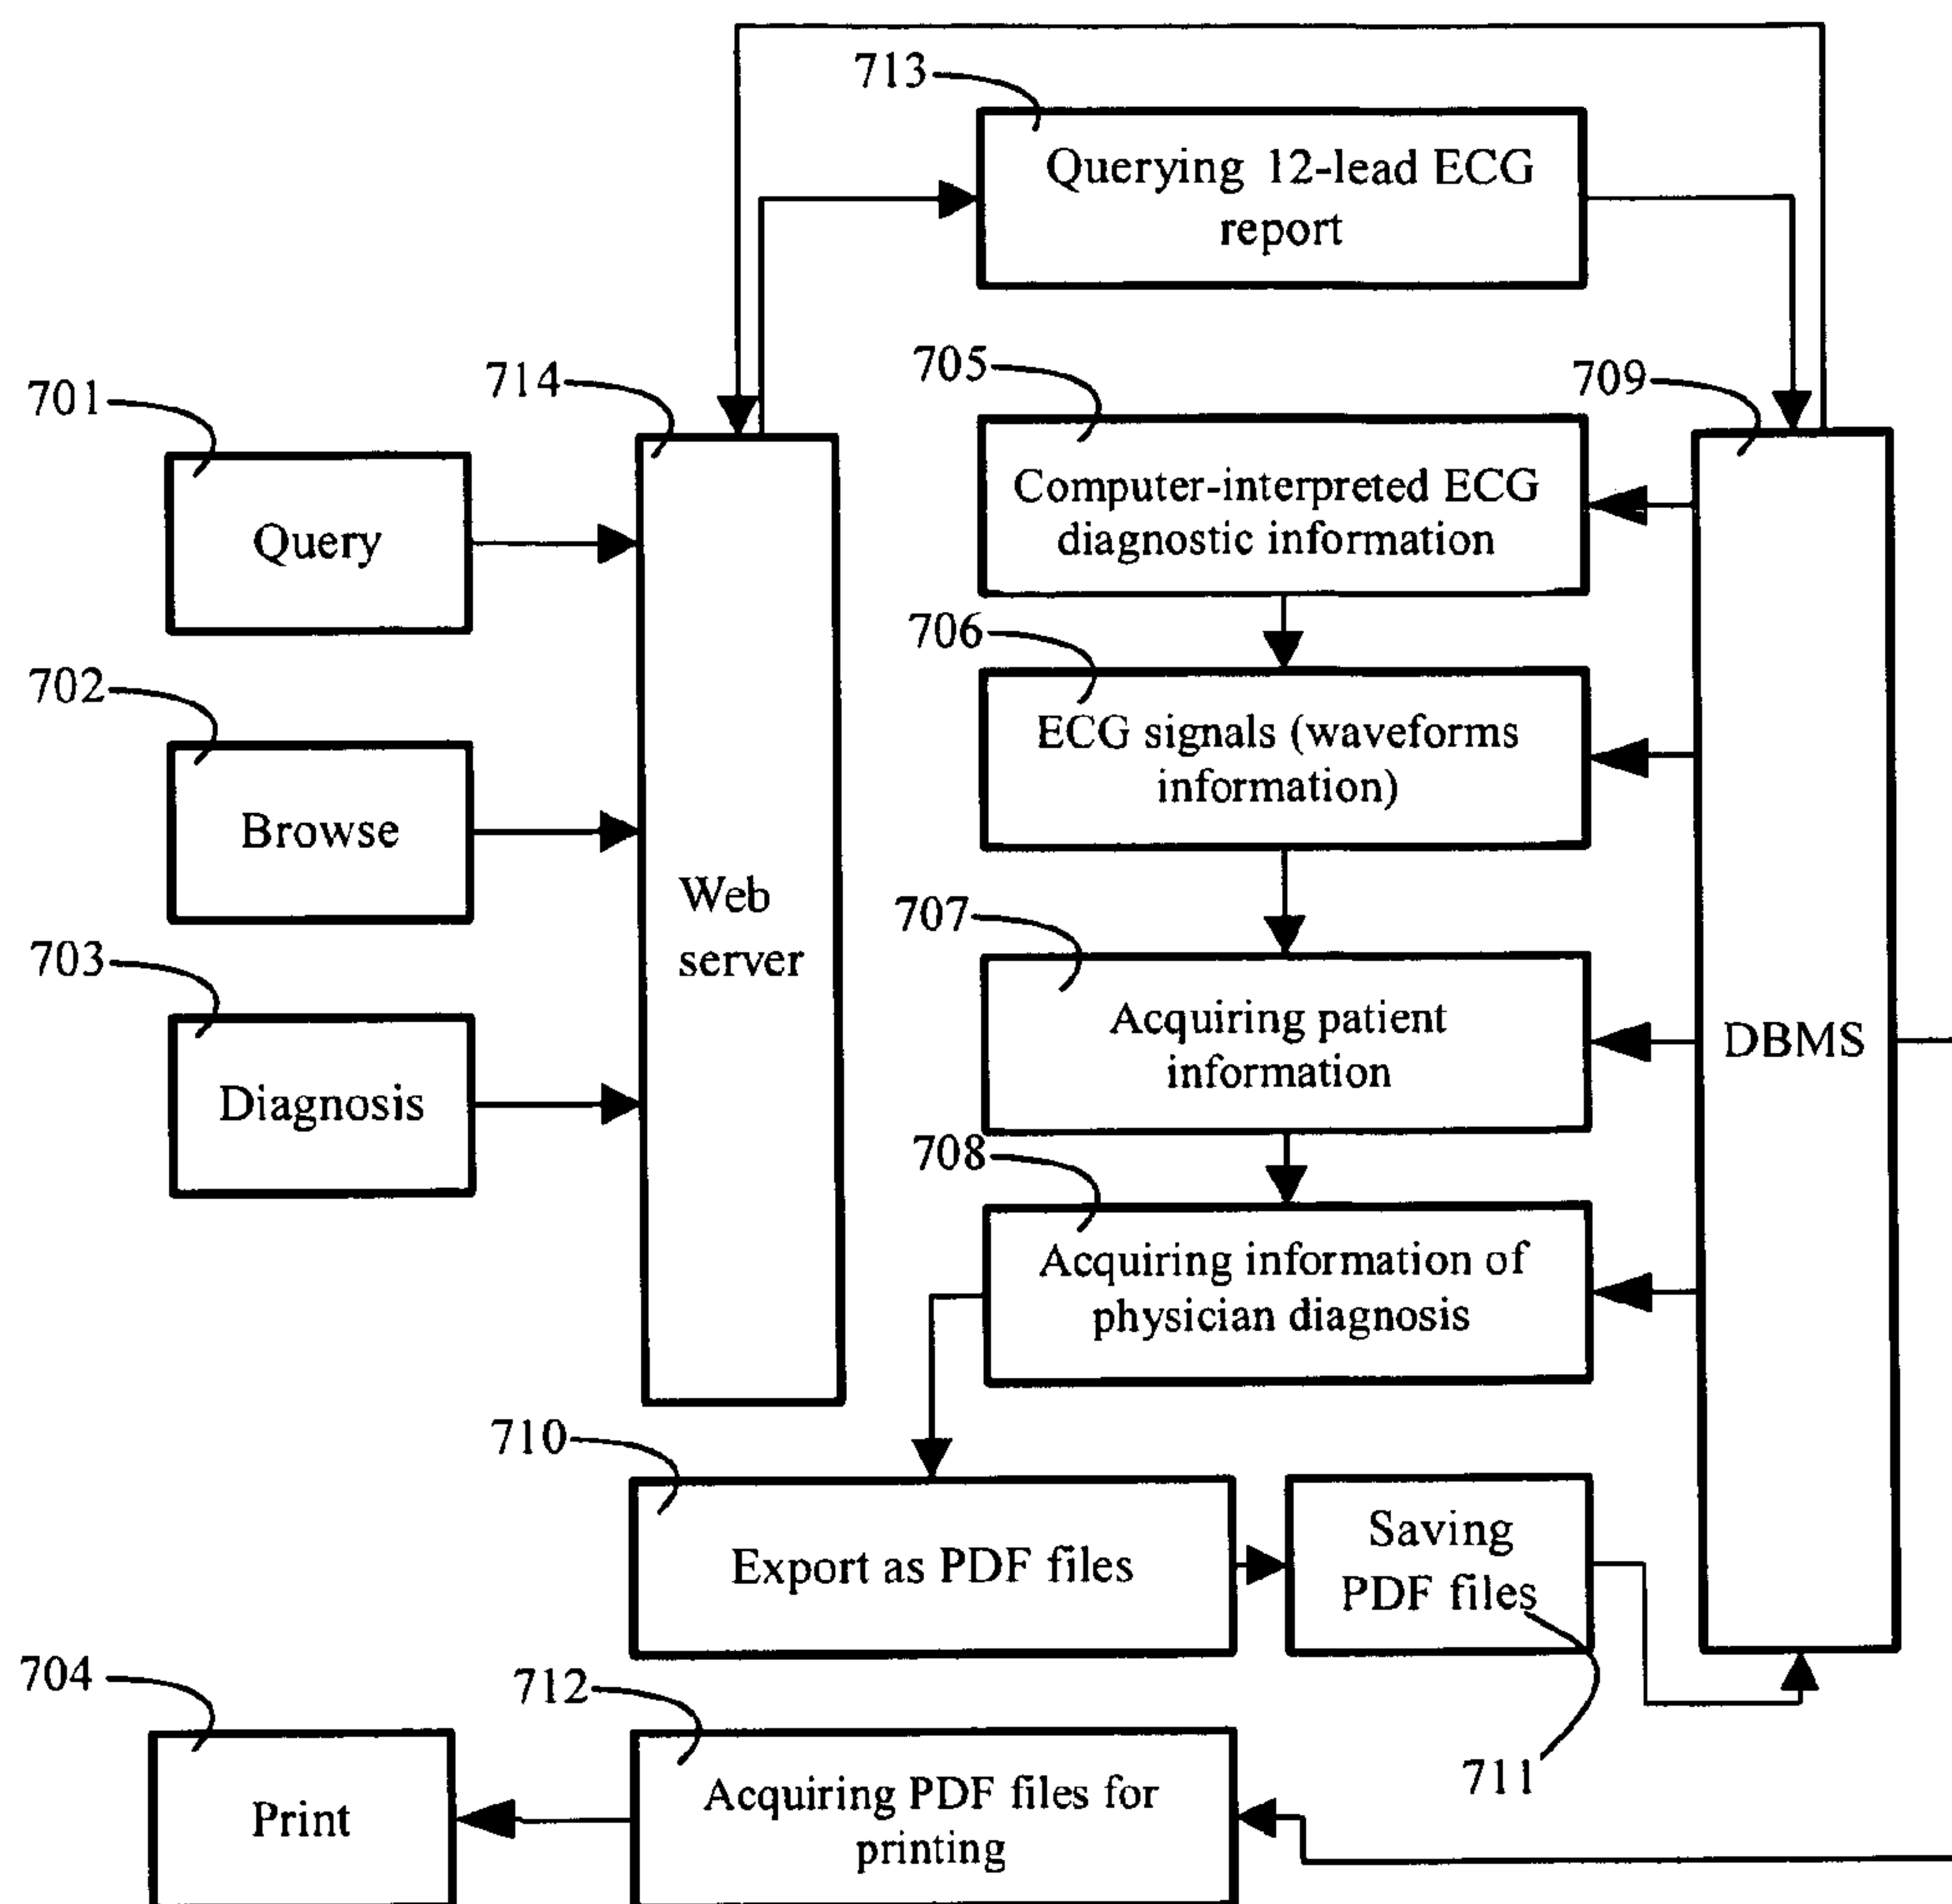 713
Querying 12-lead ECG
report
701
714
705
709
Query
Computer-interpreted ECG
diagnostic information
706
702
ECG signals (waveforms
information)
Browse
Web
server
707
703
Acquiring patient
information
DBMS
Diagnosis
708
Acquiring information of
physician diagnosis
710
Export as PDF files
Saving
PDF files
704
712
711
Print
Acquiring PDF files for
printing